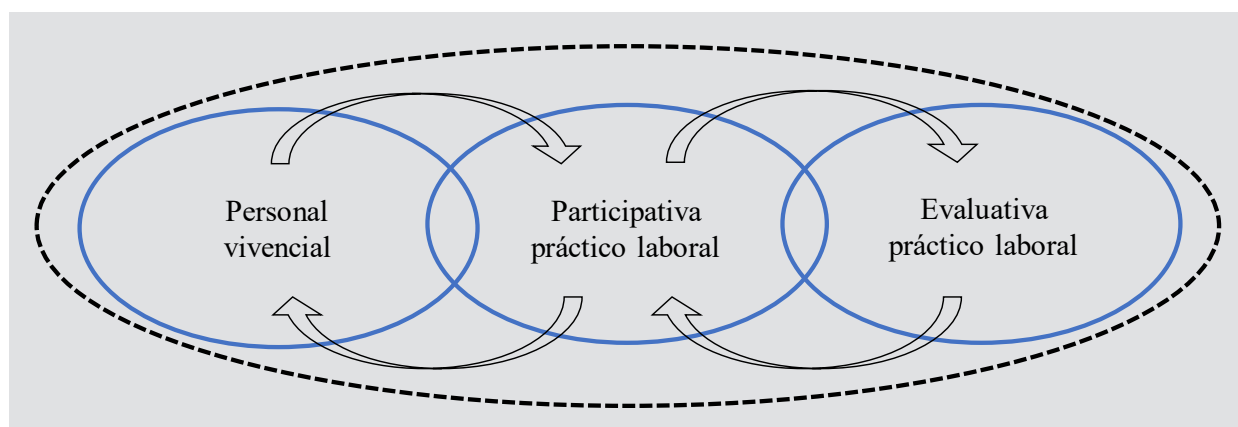 Personal
vivencial
Participativa
práctico laboral
Evaluativa
práctico laboral